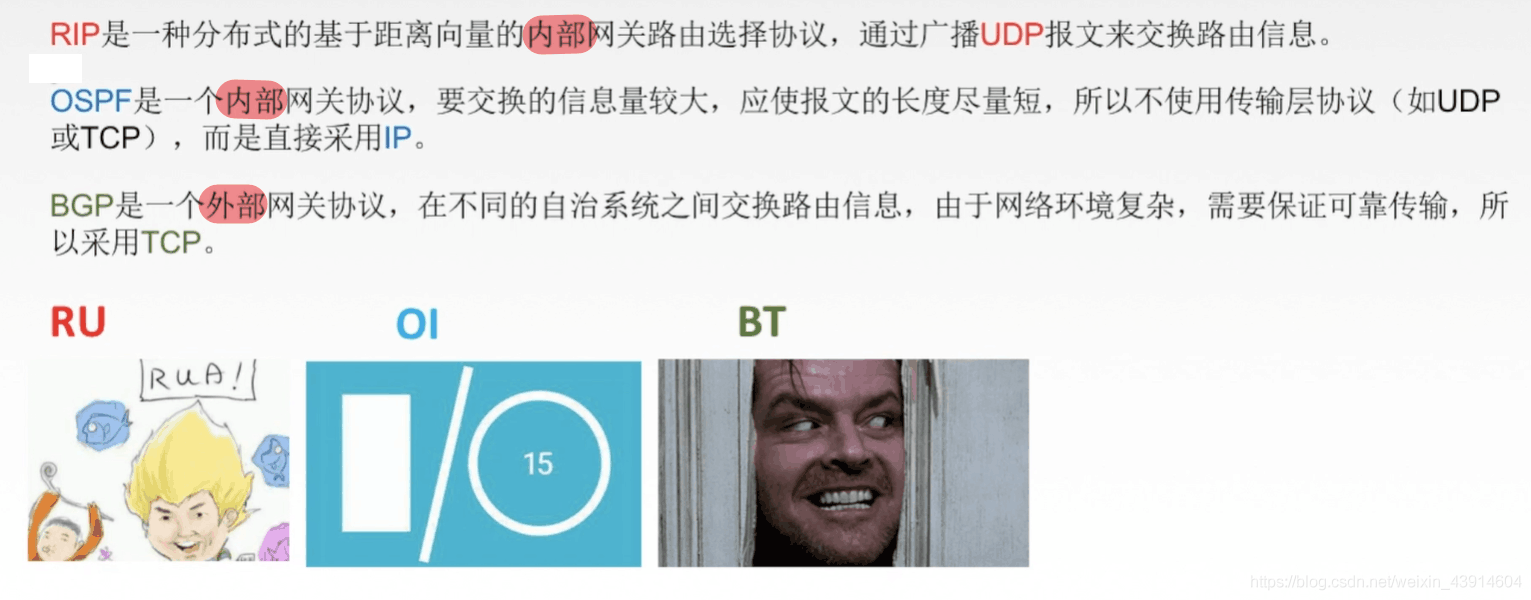 RIP是一种分布式的基于距离向量的内部网关路由选择协议，通过广播UDP报文来交换路由信息。
OSPF是一个内部网关协议，要交换的信息量较大，应使报文的长度尽量短，所以不使用传输层协议（如UDP
或TCP），而是直接采用IP。
BGP是一个外部网关协议，在不同的自治系统之间交换路由信息，由于网络环境复杂，需要保证可靠传输，所
以采用TCP。
RU
OI
BT
RUA!
15
https://blog.csdn.net/weixin_43914604